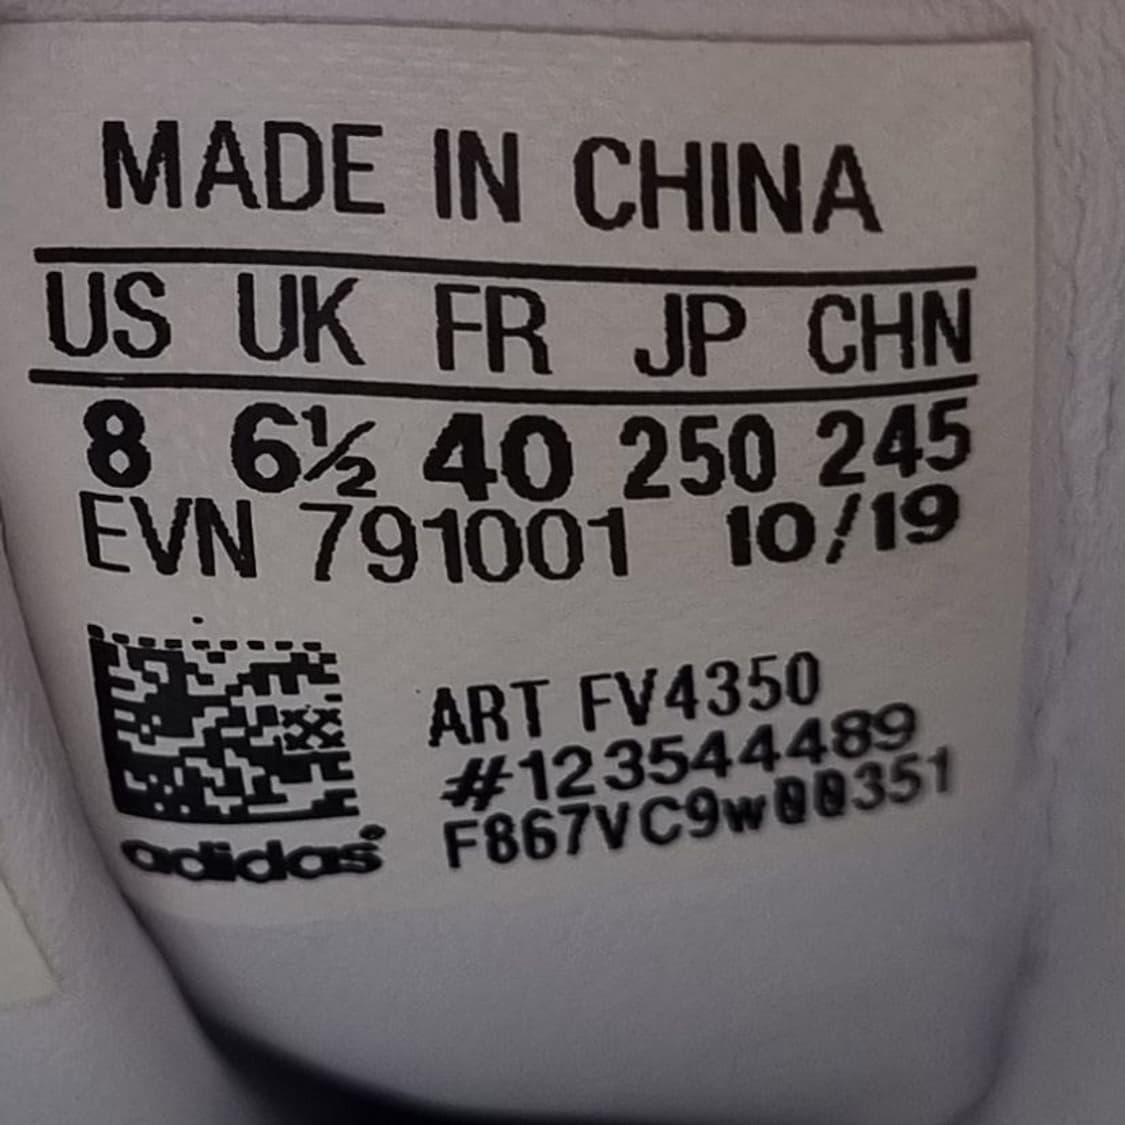 MADE IN CHINA
US UK FR JP CHN
8 6½ 40 250 245
EVN 791001 10/19
ART FV4350
#123544489
F867VC9w00351
adidas